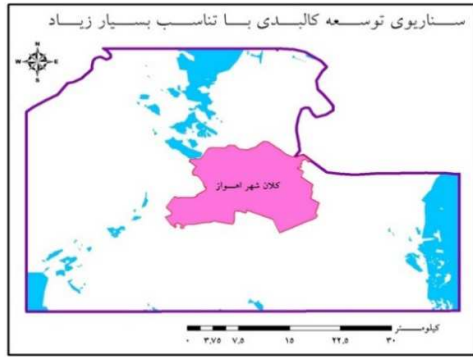 سناریوی توسعه کالبدی با تناسب بسیار زیاد
N
W E
S
کلان شهر اهواز
کیلومتر
۰ ۳,۷۵ ۷,۵ ۱۵ ۲۲,۵ ۳۰